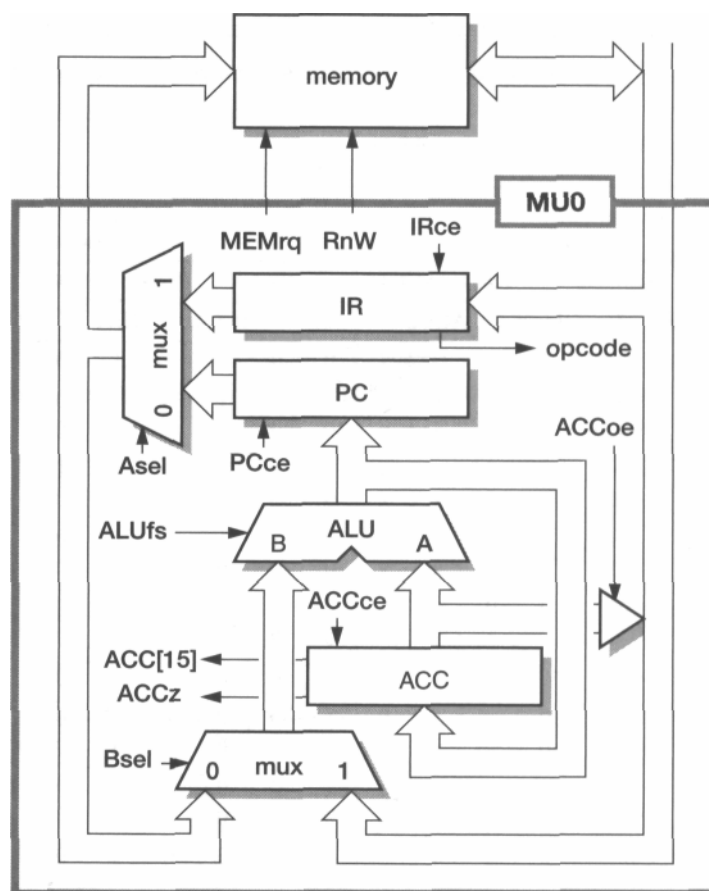 memory
MU0
MEMrq RnW IRce
1
IR
mux
opcode
PC
0
ACCoe
Asel PCce
ALUfs ALU
B A
ACCce
ACC[15]
ACC
ACCz
Bsel 0 mux 1